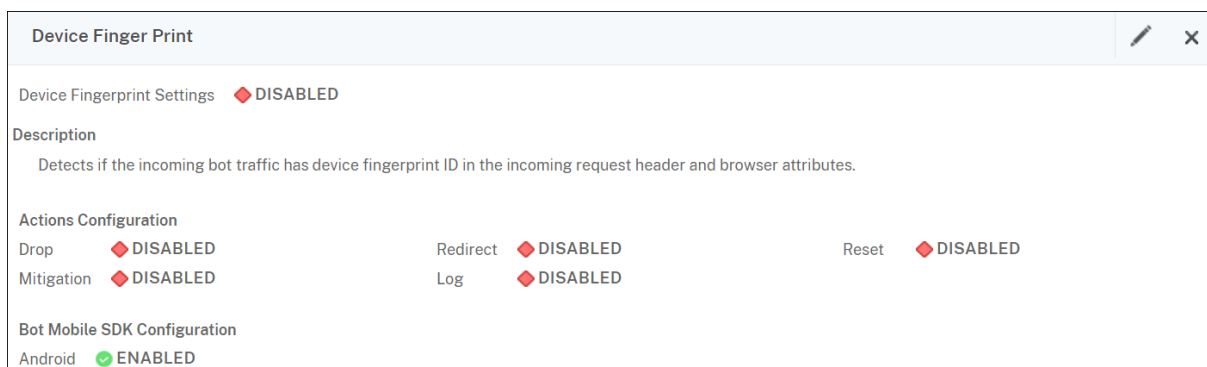 Device Finger Print
Device Fingerprint Settings DISABLED
Description
Detects if the incoming bot traffic has device fingerprint ID in the incoming request header and browser attributes.
Actions Configuration
Drop DISABLED Redirect DISABLED Reset DISABLED
Mitigation DISABLED Log DISABLED
Bot Mobile SDK Configuration
Android ENABLED